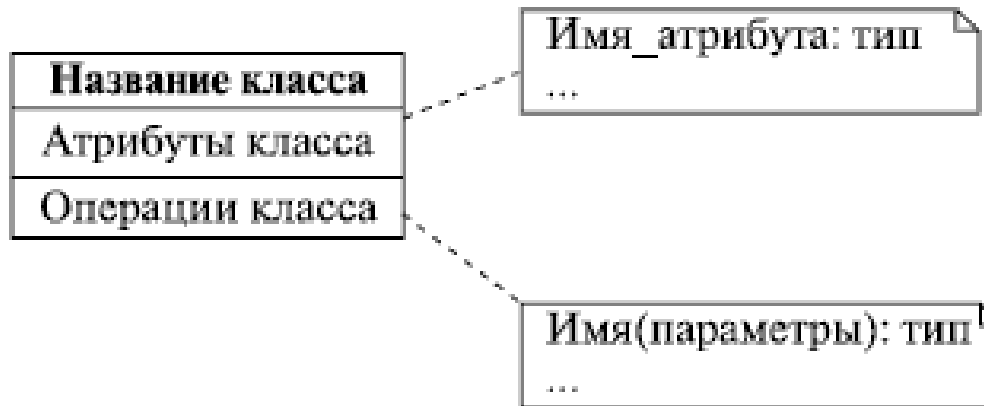 Название класса
Атрибуты класса
Операции класса
Имя_атрибута: тип
...
Имя(параметры): тип
...